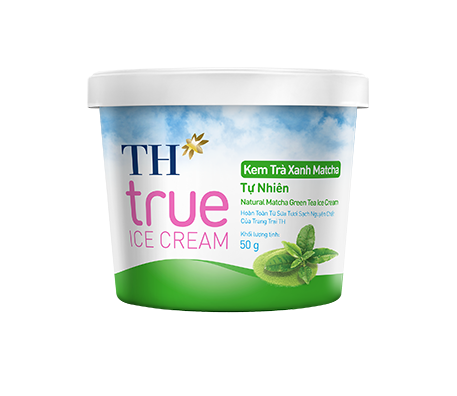 TH
true
ICE CREAM
Kem Trà Xanh Matcha
Tự Nhiên
Natural Matcha Green Tea Ice Cream
Hoàn Toàn Từ Sữa Tươi Sạch Nguyên Chất
Của Trang Trại TH
Khối lượng tịnh:
50 g